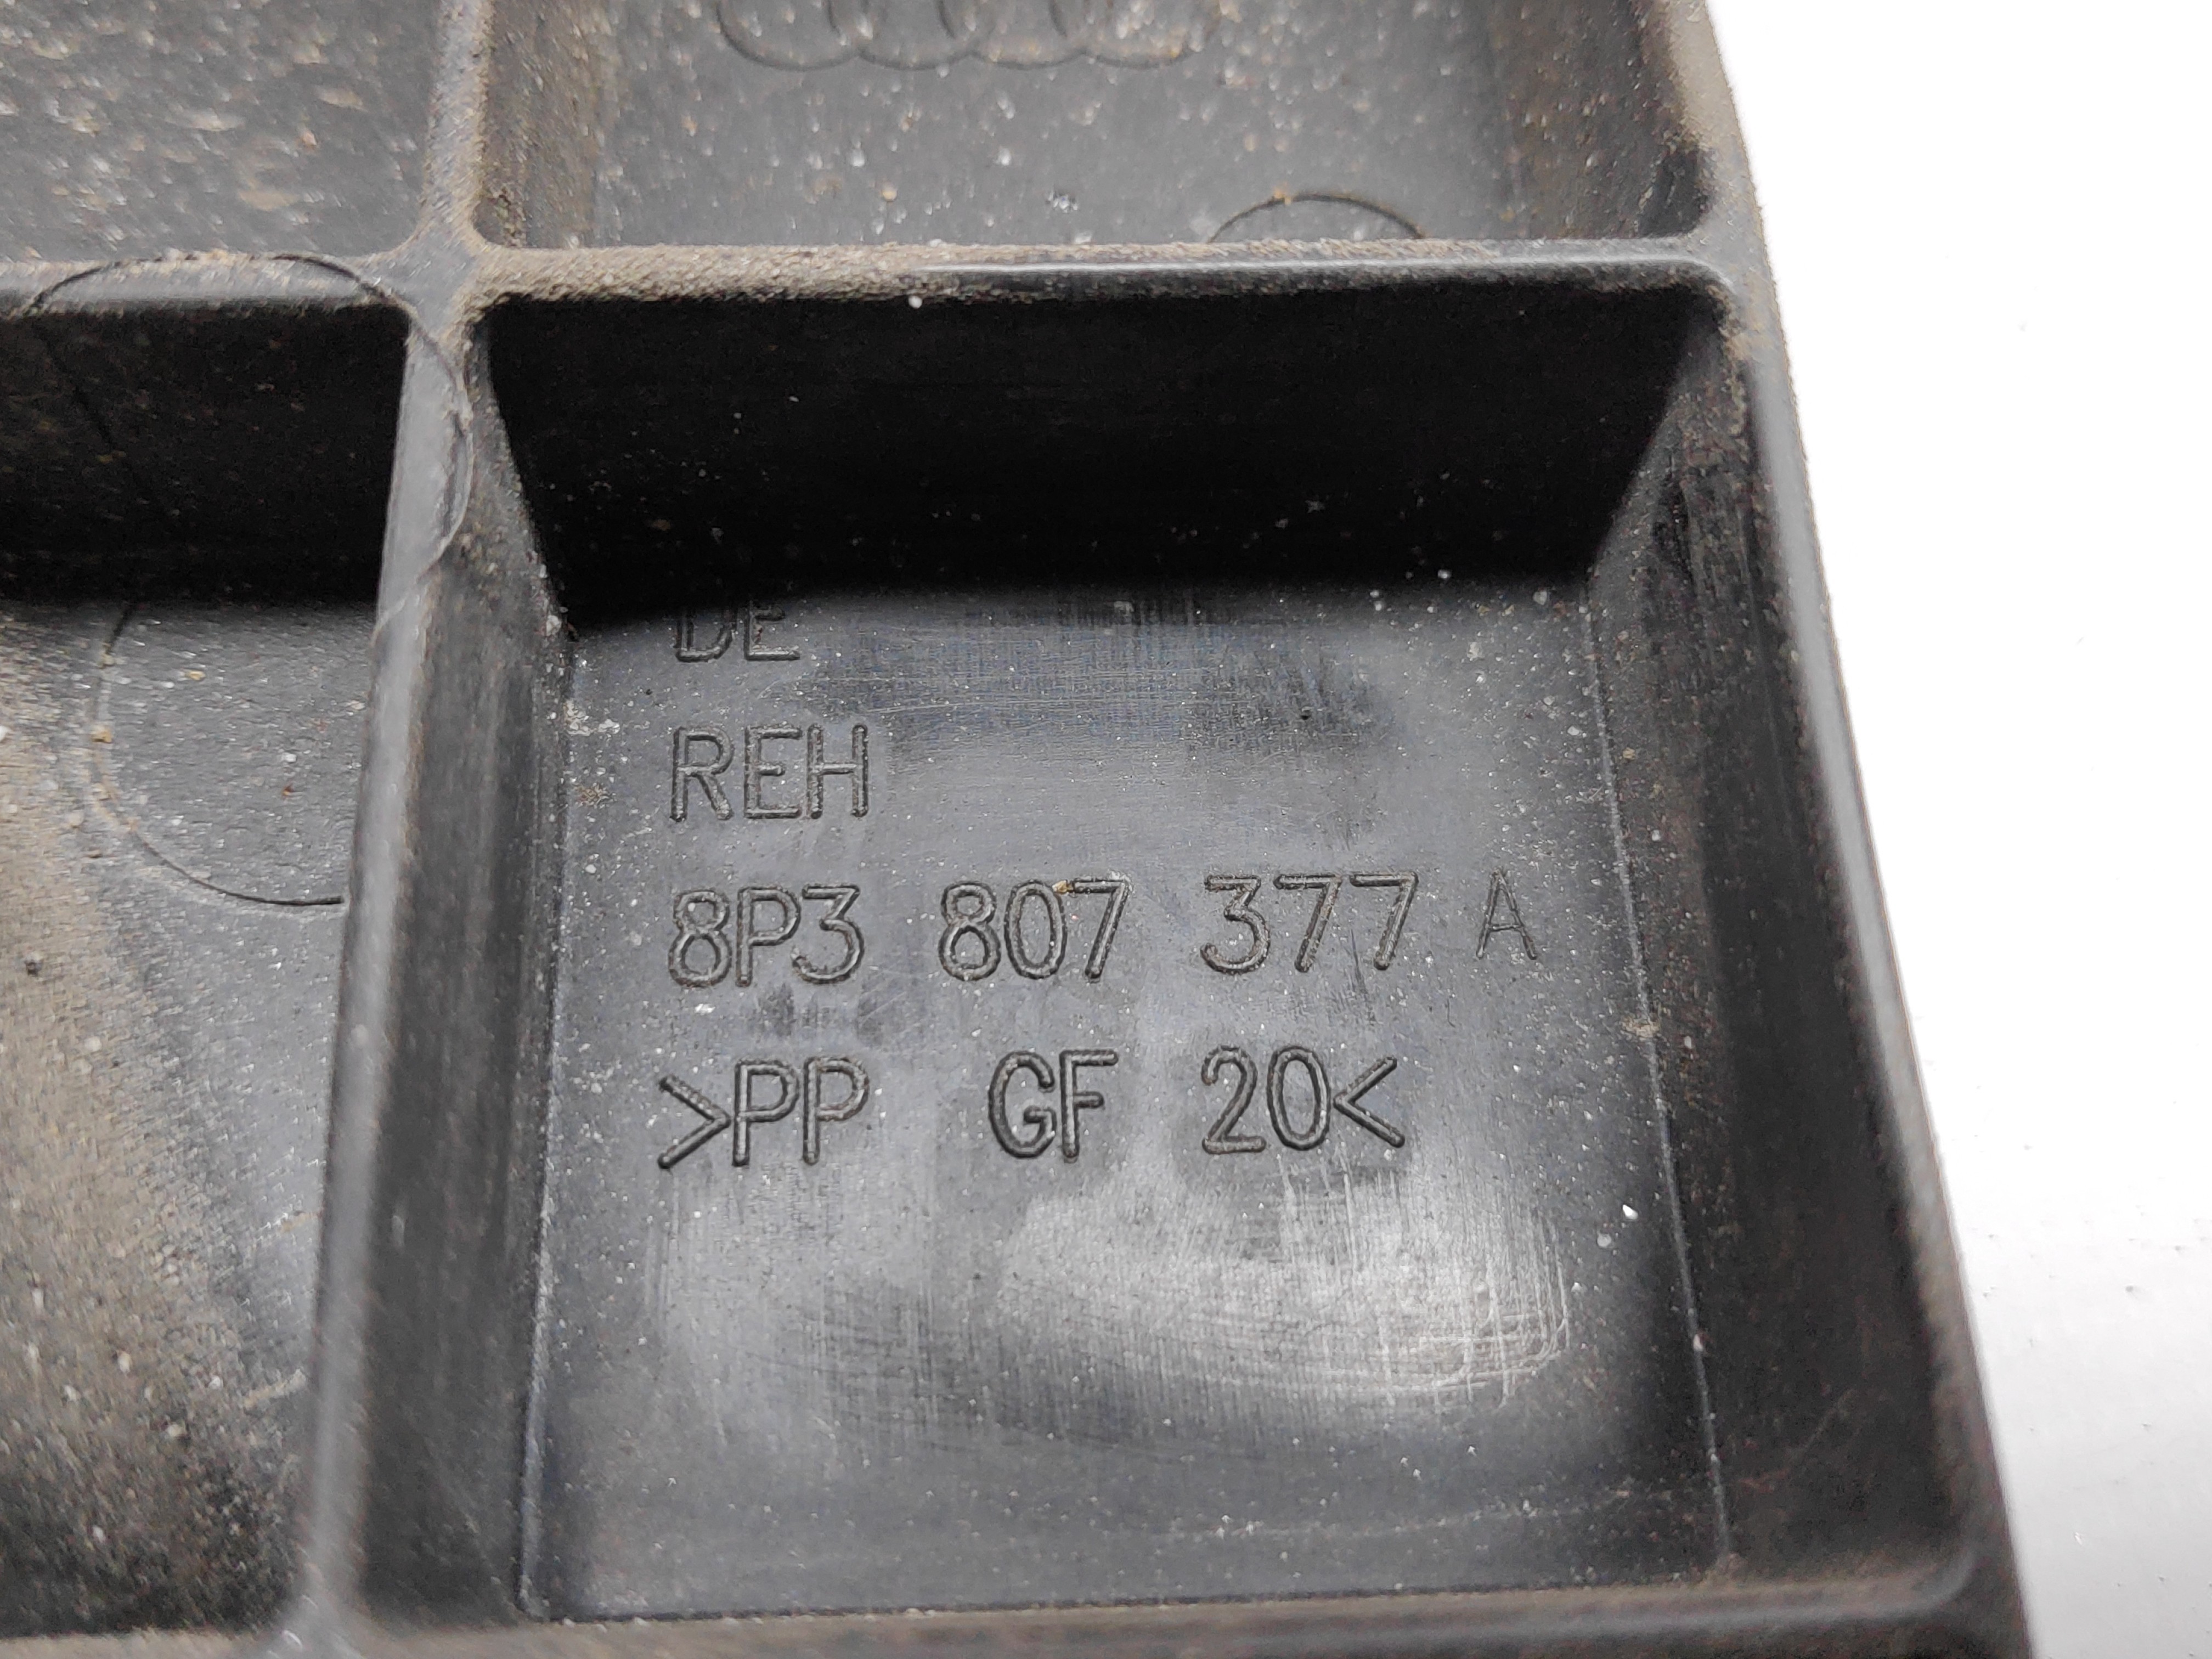 DE
REH
8P3 807 377 A
>PP GF 20<